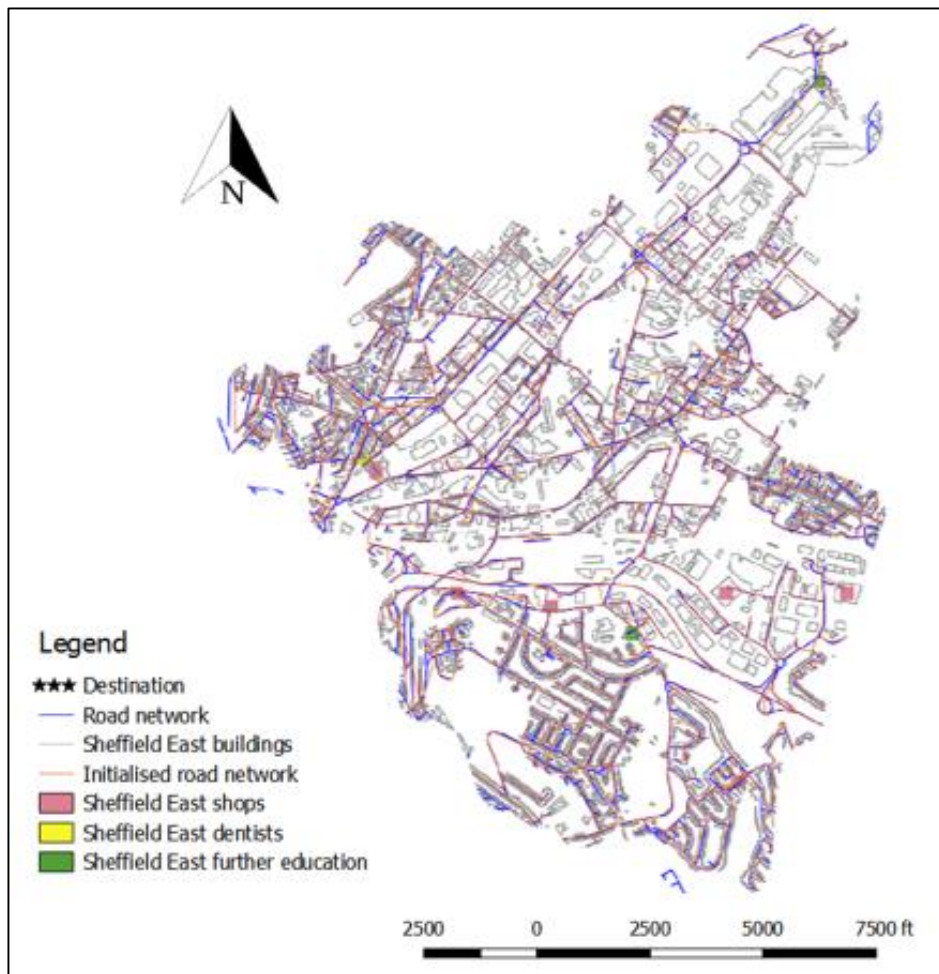 N
Legend
★★★ Destination
Road network
Sheffield East buildings
Initialised road network
Sheffield East shops
Sheffield East dentists
Sheffield East further education
2500 0 2500 5000 7500 ft